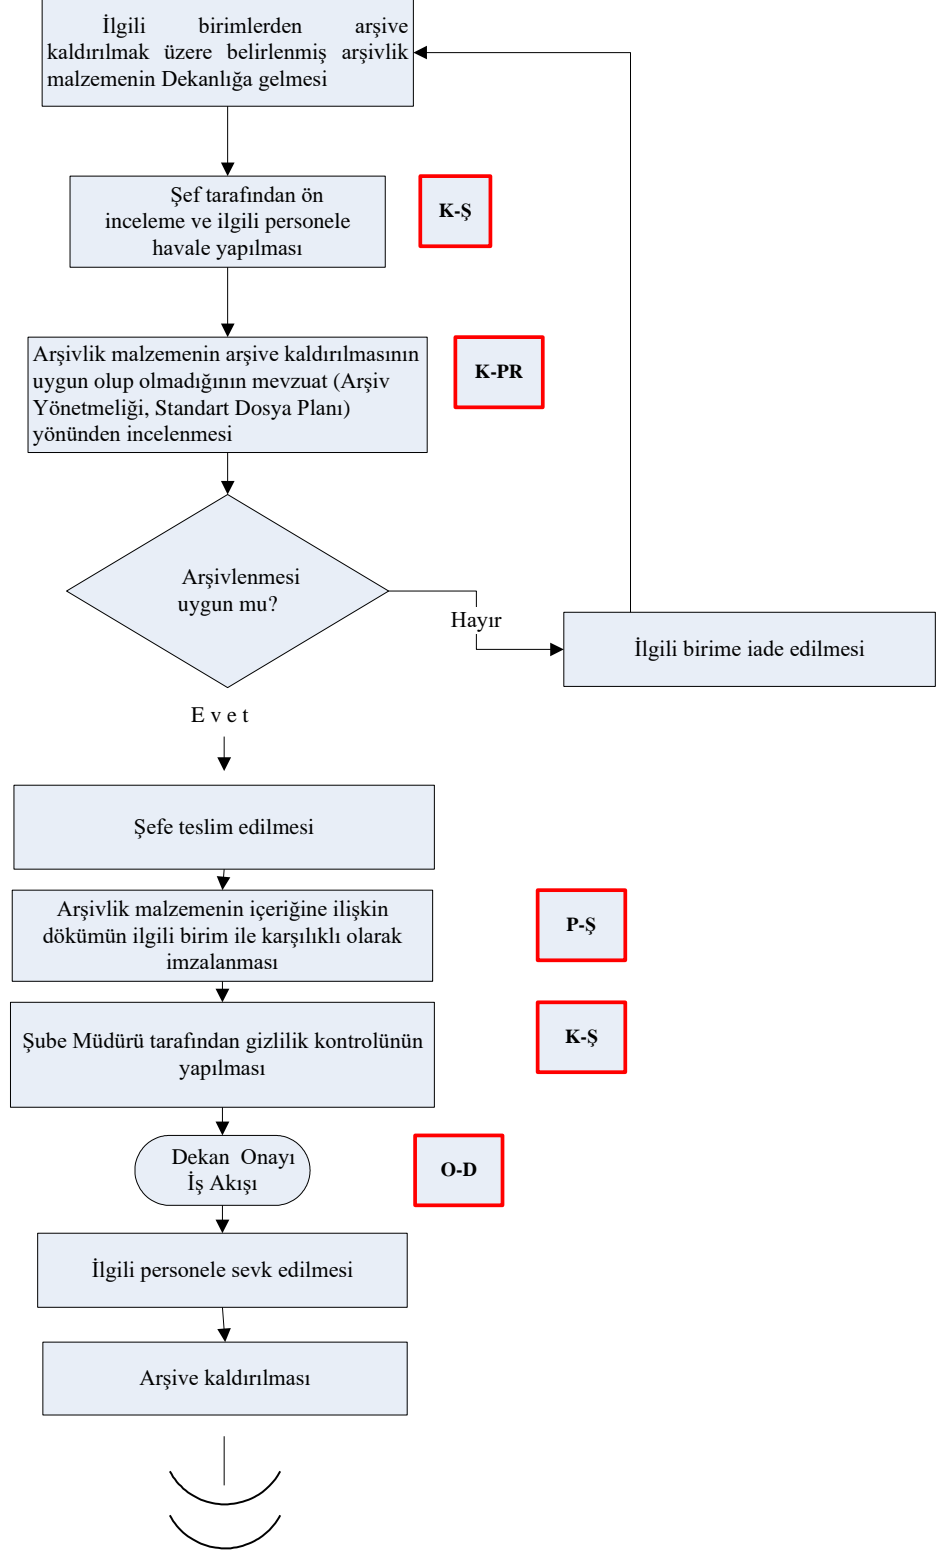 İlgili birimlerden arşive
kaldırılmak üzere belirlenmiş arşivlik
malzemenin Dekanlığa gelmesi
Şef tarafından ön
inceleme ve ilgili personele
havale yapılması
K-Ş
Arşivlik malzemenin arşive kaldırılmasının
uygun olup olmadığının mevzuat (Arşiv
Yönetmeliği, Standart Dosya Planı)
yönünden incelenmesi
K-PR
Arşivlenmesi
uygun mu?
Hayır
İlgili birime iade edilmesi
E v e t
Şefe teslim edilmesi
Arşivlik malzemenin içeriğine ilişkin
dökümün ilgili birim ile karşılıklı olarak
imzalanması
P-Ş
Şube Müdürü tarafından gizlilik kontrolünün
yapılması
K-Ş
Dekan Onayı
İş Akışı
O-D
İlgili personele sevk edilmesi
Arşive kaldırılması